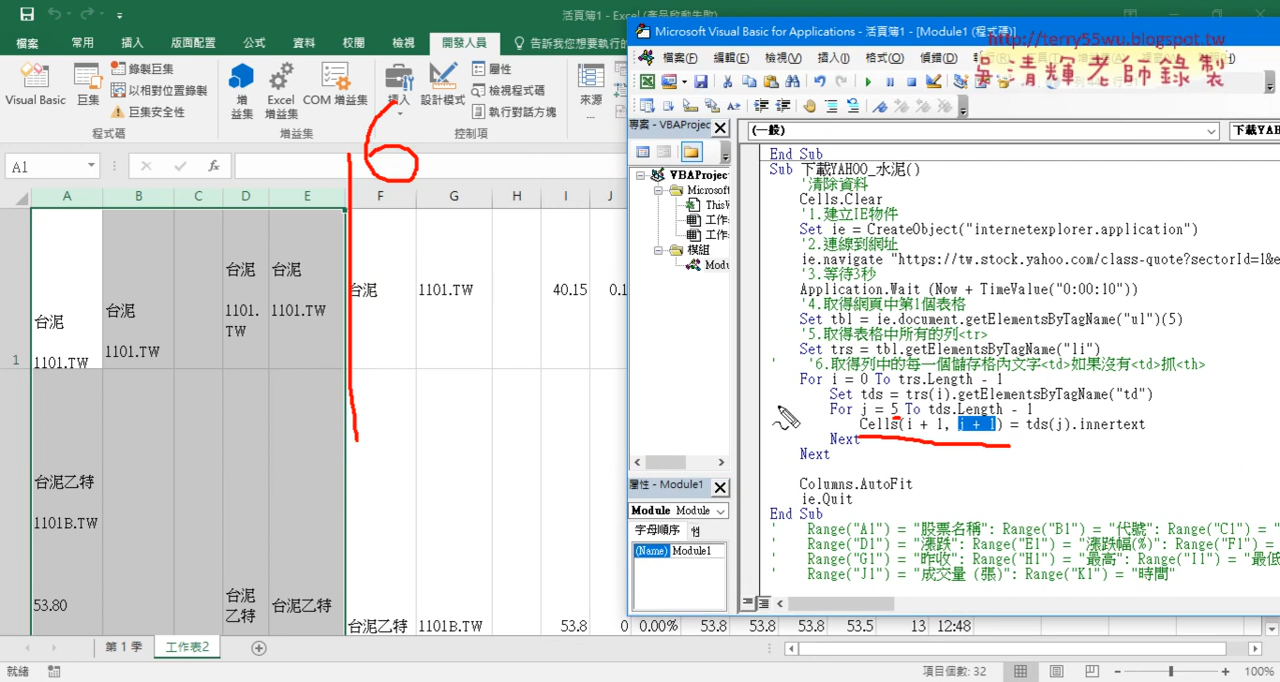 活頁簿1 - Excel (產品啟動失敗)
檔案 常用 插入 版面配置 公式 資料 校閱 檢視 開發人員 告訴我您想要執行的
Visual Basic 巨集 錄製巨集 以相對位置錄製 巨集安全性 程式碼
增益集 Excel 增益集 COM 增益集 增益集
插入 設計模式 屬性 檢視程式碼 執行對話方塊 控制項
來源
6
A1 fx
A B C D E F G H I J
1
台泥 1101.TW
台泥 1101.TW
台泥 1101.TW
台泥 1101.TW
台泥 1101.TW 40.15 0.1
台泥乙特 1101B.TW
53.80
台泥乙特
台泥乙特
台泥乙特 1101B.TW 53.8 0 0.00% 53.8 53.8 53.8 53.5 13 12:48
第 1 季 工作表2
就緒 項目個數: 32 100%
Microsoft Visual Basic for Applications - 活頁簿1 - [Module1 (程式碼)]
http://terry55wu.blogspot.tw
吳清輝老師錄製
檔案(F) 編輯(E) 檢視(V) 插入(I) 格式(O) 偵錯(D)
專案 - VBAProjec
VBAProjec
Microsoft
This
工作
工作
模組
Modu
屬性 - Module1
Module1 Module
字母順序
(Name) Module1
(一般) 下載YAHO
End Sub
Sub 下載YAHOO_水泥()
'清除資料
Cells.Clear
'1.建立IE物件
Set ie = CreateObject("internetexplorer.application")
'2.連線到網址
ie.navigate "https://tw.stock.yahoo.com/class-quote?sectorId=1&e
'3.等待3秒
Application.Wait (Now + TimeValue("0:00:10"))
'4.取得網頁中第1個表格
Set tbl = ie.document.getElementsByTagName("ul")(5)
'5.取得表格中所有的列<tr>
Set trs = tbl.getElementsByTagName("li")
' '6.取得列中的每一個儲存格內文字<td>如果沒有<td>抓<th>
For i = 0 To trs.Length - 1
Set tds = trs(i).getElementsByTagName("td")
For j = 5 To tds.Length - 1
Cells(i + 1, j + 1) = tds(j).innertext
Next
Next
Columns.AutoFit
ie.Quit
End Sub
' Range("A1") = "股票名稱": Range("B1") = "代號": Range("C1") =
' Range("D1") = "漲跌": Range("E1") = "漲跌幅(%)": Range("F1") =
' Range("G1") = "昨收": Range("H1") = "最高": Range("I1") = "最低
' Range("J1") = "成交量 (張)": Range("K1") = "時間"